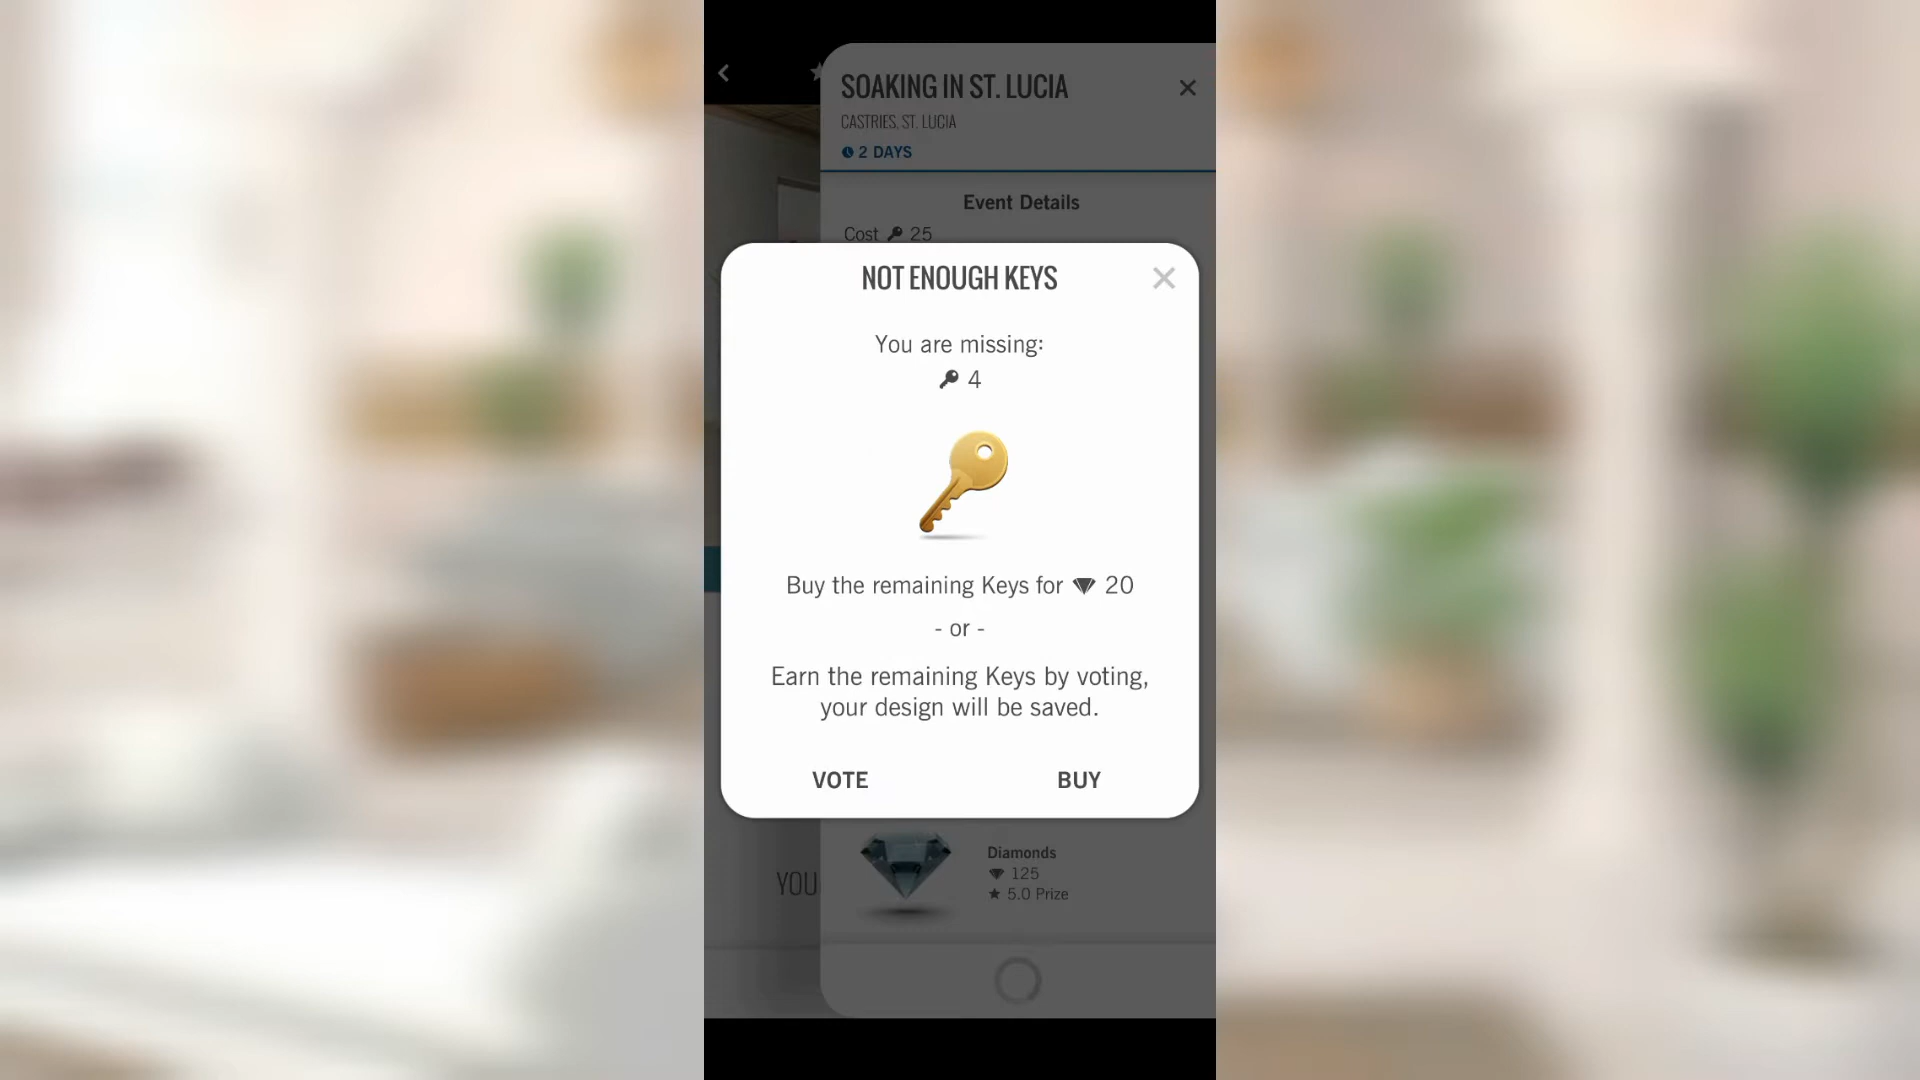 SOAKING IN ST. LUCIA
CASTRIES, ST. LUCIA
2 DAYS
Event Details
Cost 25
NOT ENOUGH KEYS
You are missing:
4
Buy the remaining Keys for 20
- or -
Earn the remaining Keys by voting,
your design will be saved.
VOTE BUY
YOU
Diamonds
125
5.0 Prize